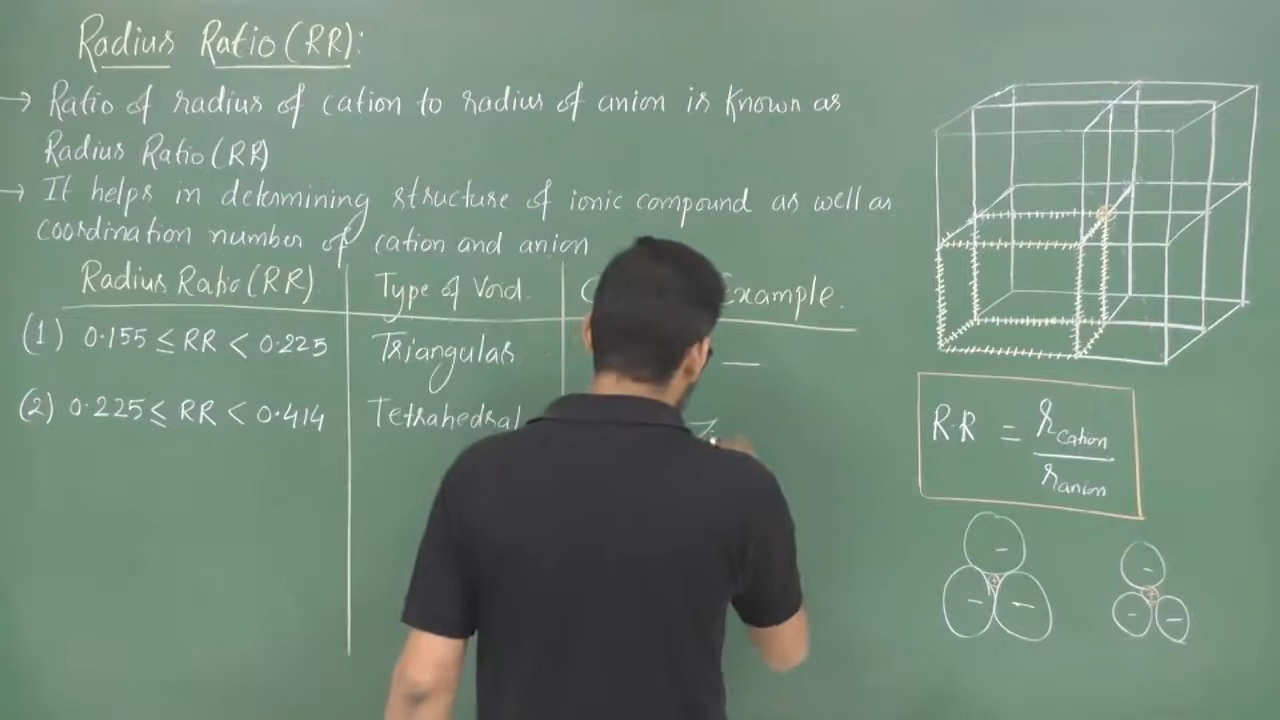 Radius Ratio (RR):
→ Ratio of radius of cation to radius of anion is known as
Radius Ratio (RR)
→ It helps in determining structure of ionic compound as well as
coordination number of cation and anion
Radius Ratio (RR) Type of Void. Example.
(1) 0.155 ≤ RR < 0.225 Triangular —
(2) 0.225 ≤ RR < 0.414 Tetrahedral
R.R = r cation / r anion
-
+
- -
-
+
- -